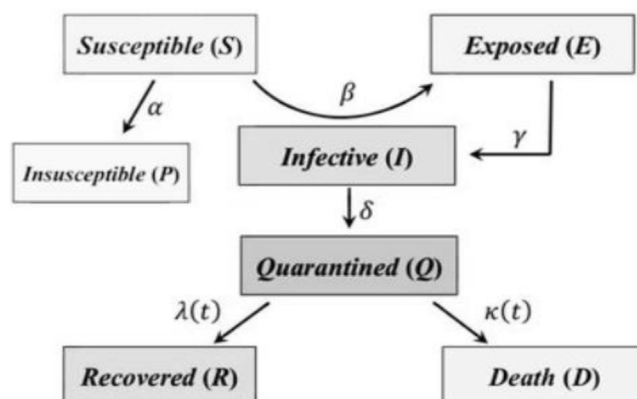 Susceptible (S)
Exposed (E)
α
β
Insusceptible (P)
Infective (I)
γ
δ
Quarantined (Q)
λ(t)
κ(t)
Recovered (R)
Death (D)